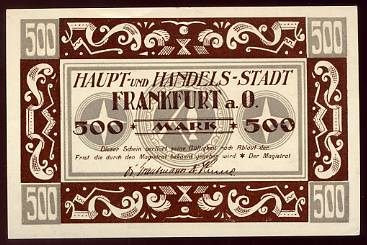 500 500
HAUPT-UND HANDELS-STADT
FRANKFURT a. O.
500 MARK 500
Dieser Schein verliert seine Gültigkeit nach Ablauf der
Frist die durch den Magistrat bekannt gegeben wird * Der Magistrat
500 500